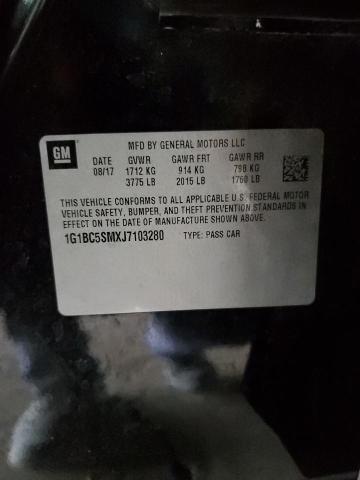 GM
MFD BY GENERAL MOTORS LLC
DATE GVWR GAWR FRT GAWR RR
08/17 1712 KG 914 KG 798 KG
3775 LB 2015 LB 1760 LB
THIS VEHICLE CONFORMS TO ALL APPLICABLE U.S. FEDERAL MOTOR
VEHICLE SAFETY, BUMPER, AND THEFT PREVENTION STANDARDS IN
EFFECT ON THE DATE OF MANUFACTURE SHOWN ABOVE.
1G1BC5SMXJ7103280 TYPE: PASS CAR